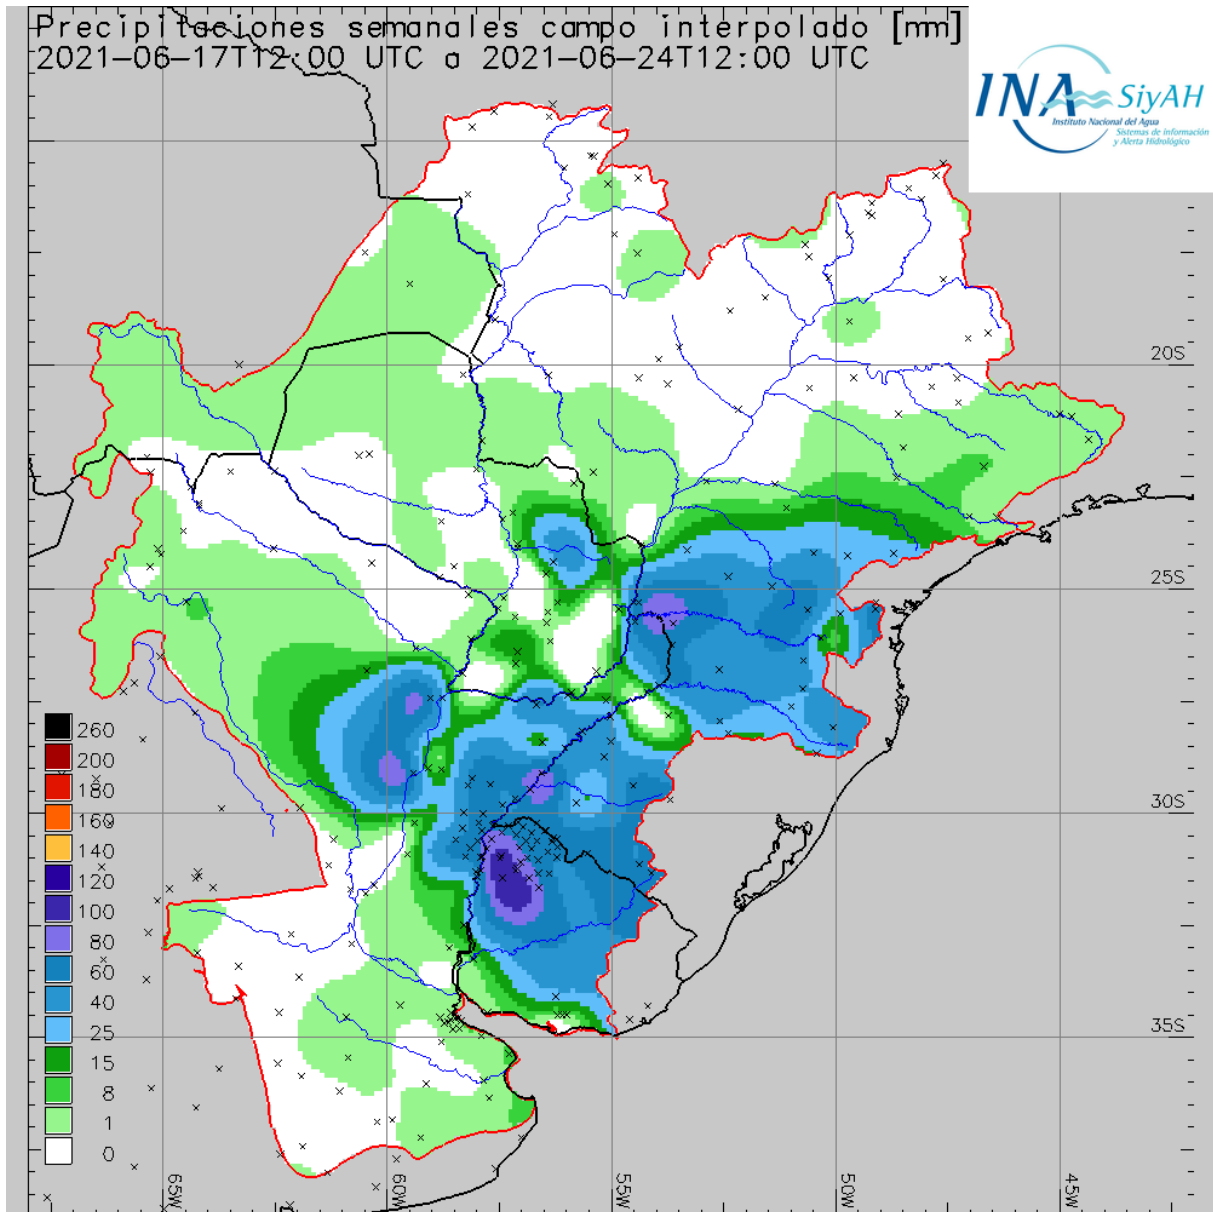 Precipitaciones semanales campo interpolado [mm]
2021-06-17T12:00 UTC a 2021-06-24T12:00 UTC
INA SiyAH
Instituto Nacional del Agua
Sistemas de información
y Alerta Hidrológico
20S
25S
30S
35S
260
200
180
160
140
120
100
80
60
40
25
15
8
1
0
65W
60W
55W
50W
45W